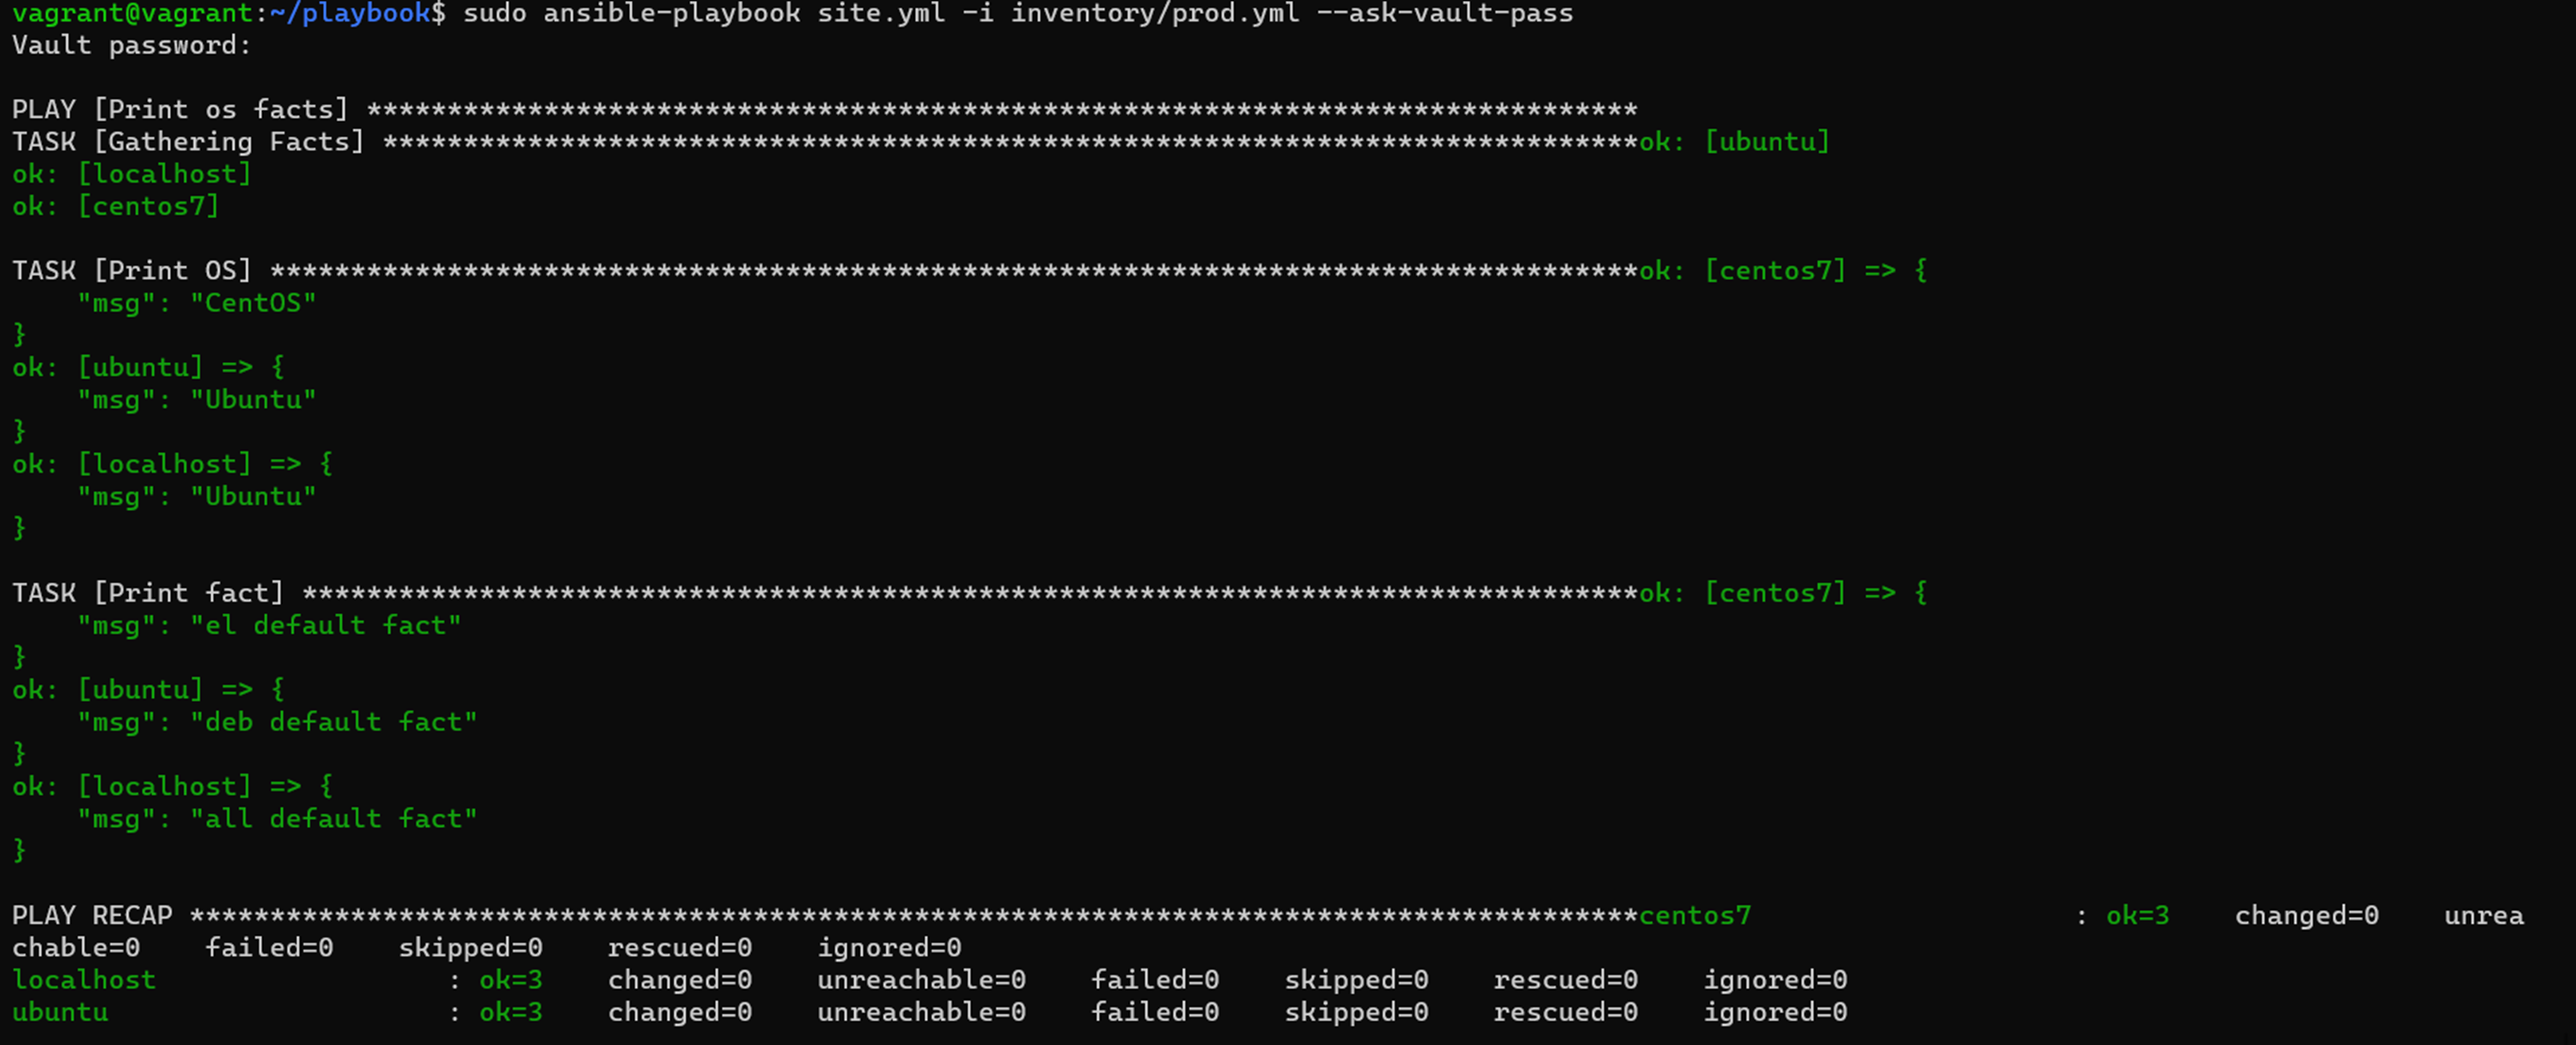 vagrant@vagrant:~/playbook$ sudo ansible-playbook site.yml -i inventory/prod.yml --ask-vault-pass
Vault password:
PLAY [Print os facts] *******************************************************************************
TASK [Gathering Facts] ******************************************************************************ok: [ubuntu]
ok: [localhost]
ok: [centos7]
TASK [Print OS] *************************************************************************************ok: [centos7] => {
    "msg": "CentOS"
}
ok: [ubuntu] => {
    "msg": "Ubuntu"
}
ok: [localhost] => {
    "msg": "Ubuntu"
}
TASK [Print fact] ***********************************************************************************ok: [centos7] => {
    "msg": "el default fact"
}
ok: [ubuntu] => {
    "msg": "deb default fact"
}
ok: [localhost] => {
    "msg": "all default fact"
}
PLAY RECAP ******************************************************************************************centos7                    : ok=3    changed=0    unrea
chable=0    failed=0    skipped=0    rescued=0    ignored=0
localhost                  : ok=3    changed=0    unreachable=0    failed=0    skipped=0    rescued=0    ignored=0
ubuntu                     : ok=3    changed=0    unreachable=0    failed=0    skipped=0    rescued=0    ignored=0